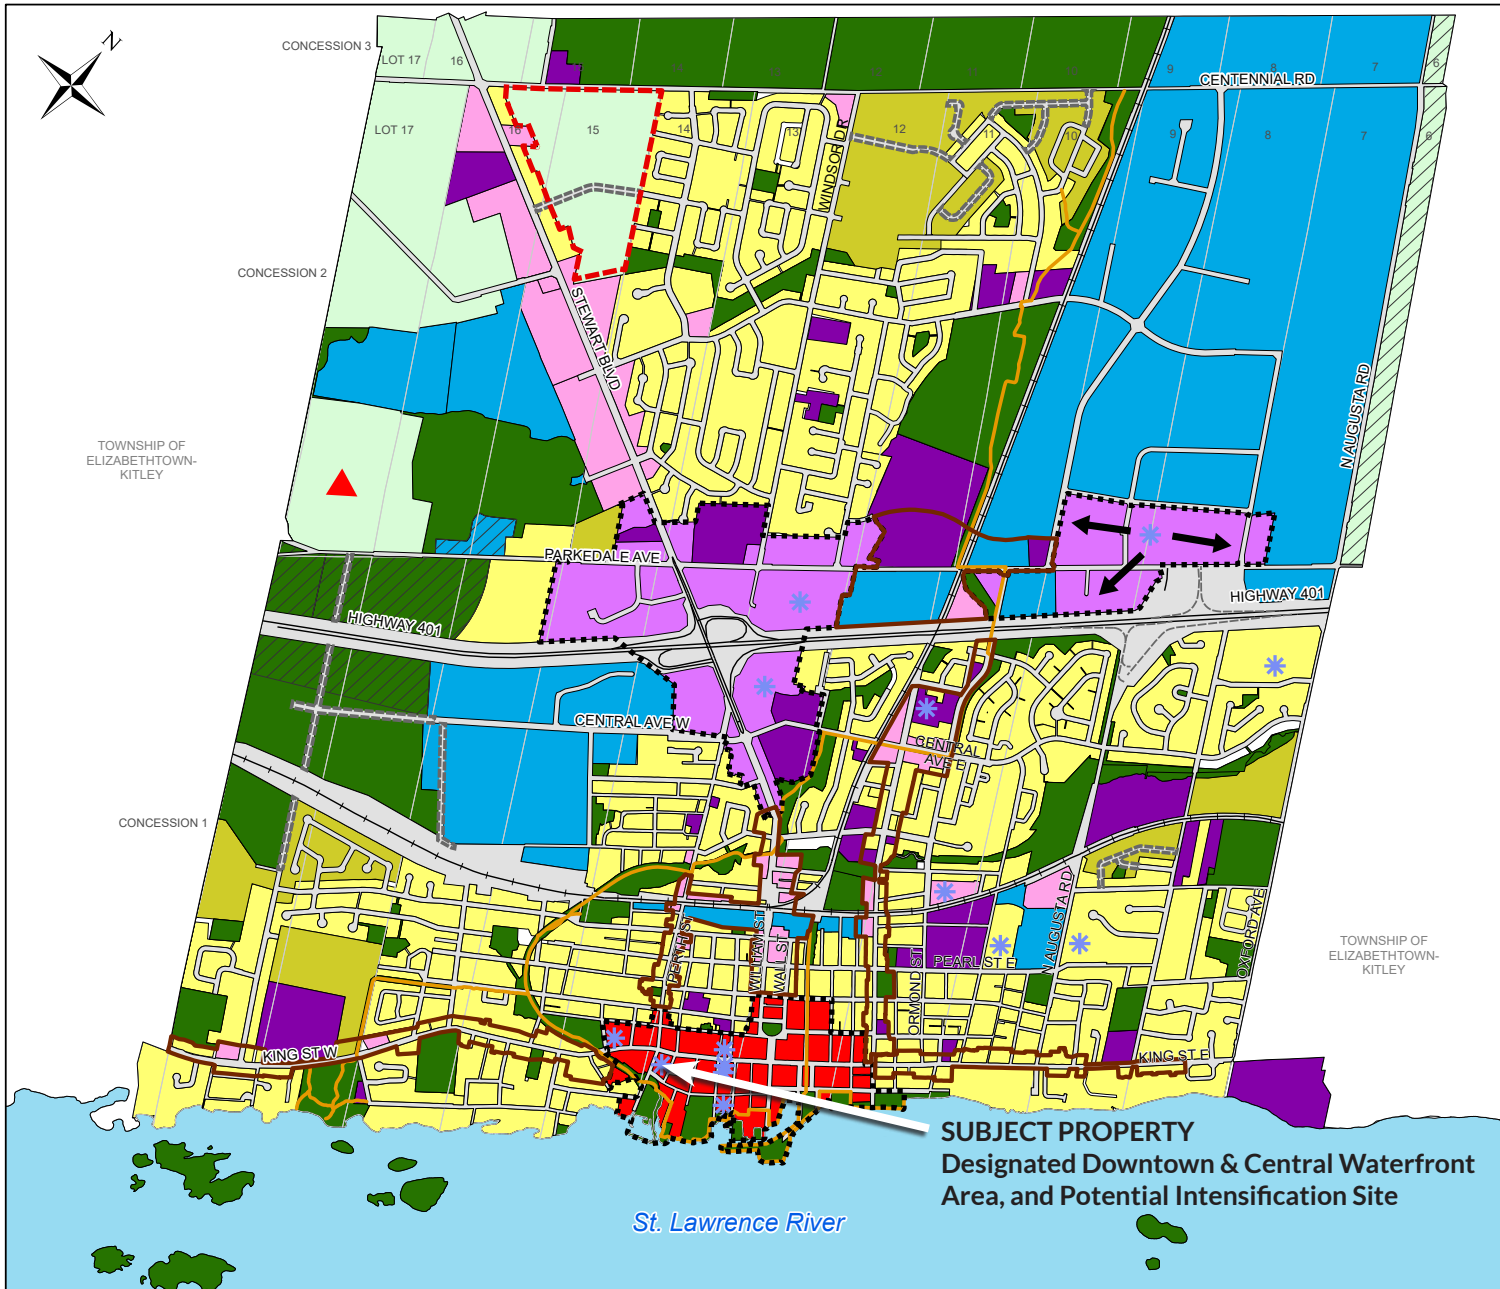 N
CONCESSION 3
LOT 17
16
9
8
7
6
CENTENNIAL RD
LOT 17
16
15
14
13
12
11
10
9
8
7
6
WINDSOR DR
CONCESSION 2
STEWART BLVD
N AUGUSTA RD
TOWNSHIP OF
ELIZABETHTOWN-
KITLEY
PARKEDALE AVE
HIGHWAY 401
HIGHWAY 401
CENTRAL AVE W
CENTRAL
AVE E
CONCESSION 1
PERTH ST
WILLIAM ST
WALL ST
ORMOND ST
PEARL ST E
N AUGUSTA RD
OXFORD AVE
TOWNSHIP OF
ELIZABETHTOWN-
KITLEY
KING ST W
KING ST E
SUBJECT PROPERTY
Designated Downtown & Central Waterfront
Area, and Potential Intensification Site
St. Lawrence River